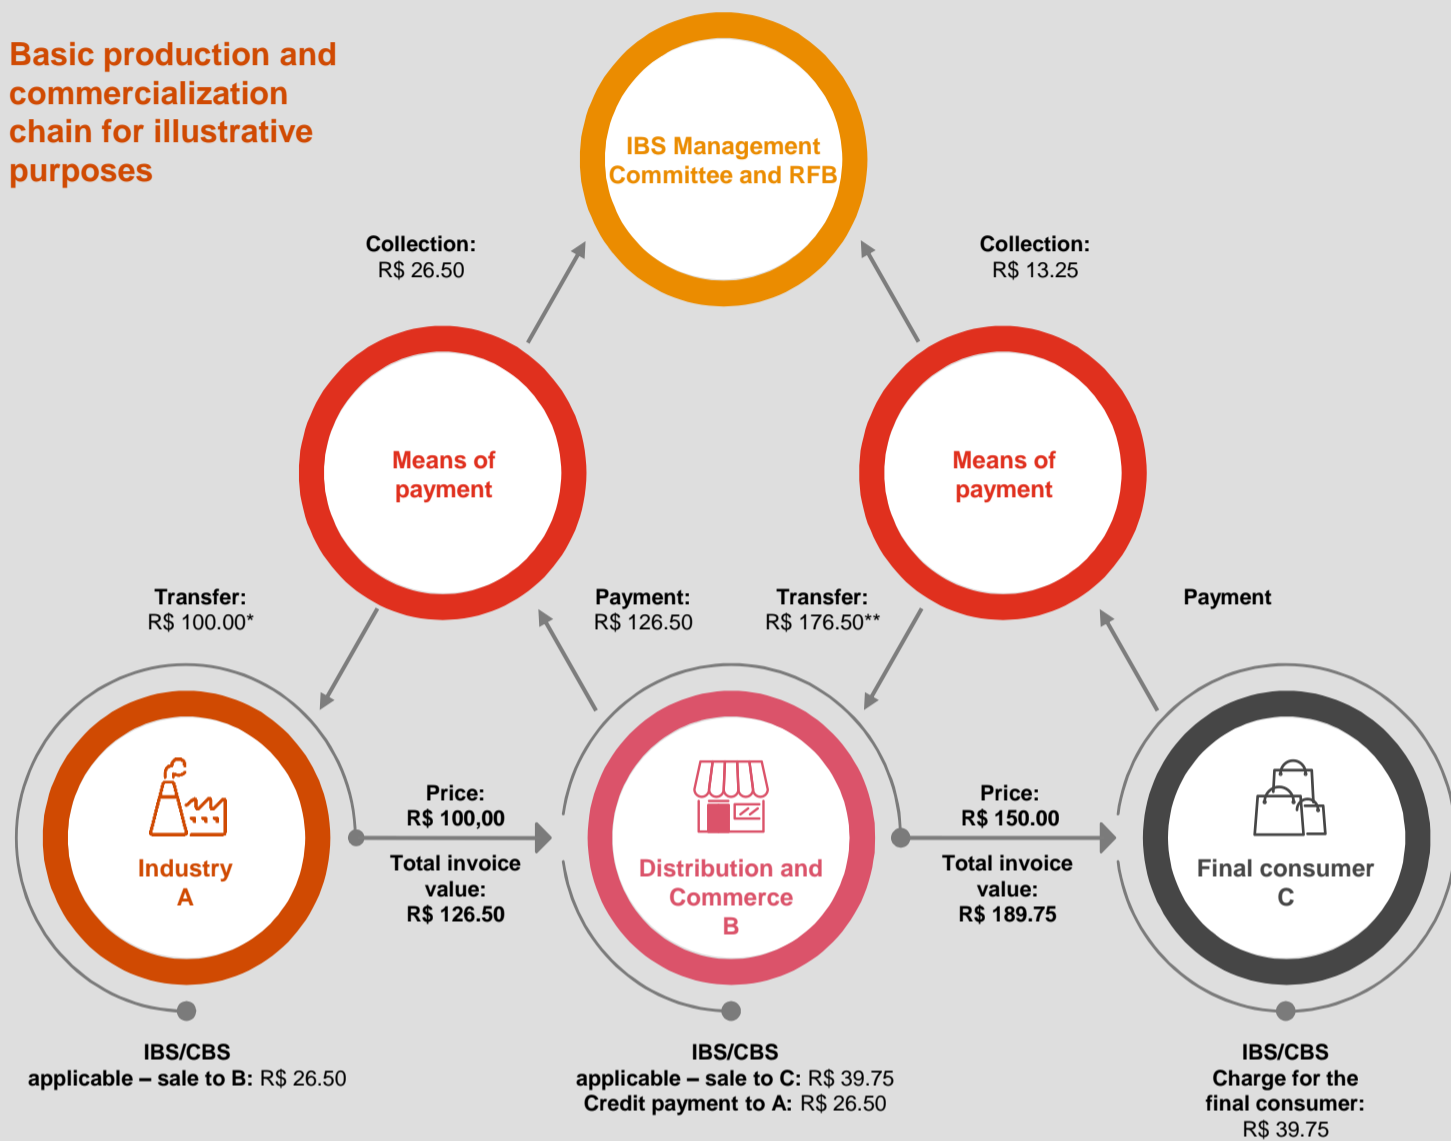 Basic production and
commercialization
chain for illustrative
purposes
IBS Management
Committee and RFB
Collection:
R$ 26.50
Collection:
R$ 13.25
Means of
payment
Means of
payment
Transfer:
R$ 100.00*
Payment:
R$ 126.50
Transfer:
R$ 176.50**
Payment
Industry
A
Price:
R$ 100,00
Total invoice
value:
R$ 126.50
Distribution and
Commerce
B
Price:
R$ 150.00
Total invoice
value:
R$ 189.75
Final consumer
C
IBS/CBS
applicable – sale to B: R$ 26.50
IBS/CBS
applicable – sale to C: R$ 39.75
Credit payment to A: R$ 26.50
IBS/CBS
Charge for the
final consumer:
R$ 39.75